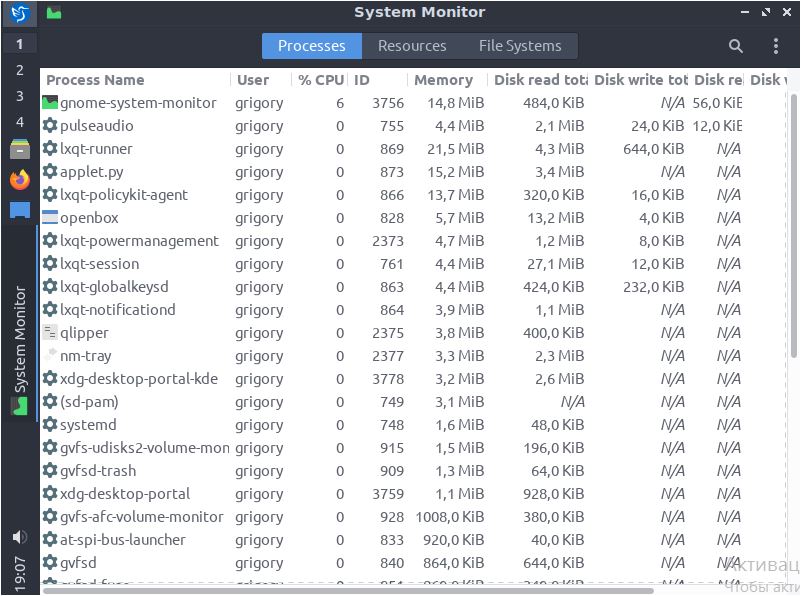 System Monitor
1
2
3
4
System Monitor
19:07
Processes Resources File Systems
Process Name User % CPU ID Memory Disk read tota Disk write tot Disk re Disk w
gnome-system-monitor grigory 6 3756 14,8 MiB 484,0 KiB N/A 56,0 KiE
pulseaudio grigory 0 755 4,4 MiB 2,1 MiB 24,0 KiB 12,0 KiE
lxqt-runner grigory 0 869 21,5 MiB 4,3 MiB 644,0 KiB N/A
applet.py grigory 0 873 15,2 MiB 3,4 MiB N/A N/A
lxqt-policykit-agent grigory 0 866 13,7 MiB 320,0 KiB 16,0 KiB N/A
openbox grigory 0 828 5,7 MiB 13,2 MiB 4,0 KiB N/A
lxqt-powermanagement grigory 0 2373 4,7 MiB 1,2 MiB 8,0 KiB N/A
lxqt-session grigory 0 761 4,4 MiB 27,1 MiB 12,0 KiB N/A
lxqt-globalkeysd grigory 0 863 4,4 MiB 424,0 KiB 232,0 KiB N/A
lxqt-notificationd grigory 0 864 3,9 MiB 1,1 MiB N/A N/A
qlipper grigory 0 2375 3,8 MiB 400,0 KiB N/A N/A
nm-tray grigory 0 2377 3,3 MiB 2,3 MiB N/A N/A
xdg-desktop-portal-kde grigory 0 3778 3,2 MiB 2,6 MiB N/A N/A
(sd-pam) grigory 0 749 3,1 MiB N/A N/A N/A
systemd grigory 0 748 1,6 MiB 48,0 KiB N/A N/A
gvfs-udisks2-volume-mon grigory 0 915 1,5 MiB 196,0 KiB N/A N/A
gvfsd-trash grigory 0 909 1,3 MiB 64,0 KiB N/A N/A
xdg-desktop-portal grigory 0 3759 1,1 MiB 928,0 KiB N/A N/A
gvfs-afc-volume-monitor grigory 0 928 1008,0 KiB 380,0 KiB N/A N/A
at-spi-bus-launcher grigory 0 833 920,0 KiB 40,0 KiB N/A N/A
gvfsd grigory 0 840 864,0 KiB 644,0 KiB N/A N/A
Активац
Чтобы акти